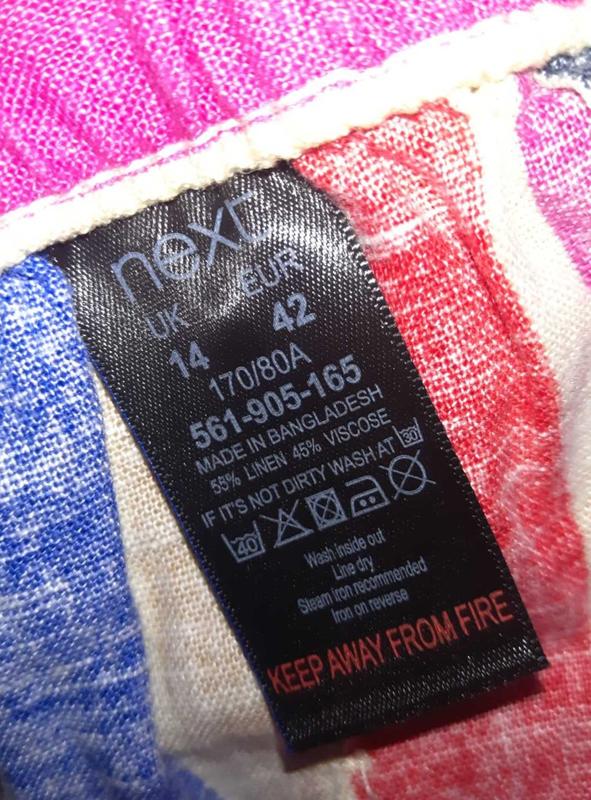 next
UK EUR
14 42
170/80A
561-905-165
MADE IN BANGLADESH
55% LINEN 45% VISCOSE
IF IT'S NOT DIRTY WASH AT 30
40
Wash inside out
Line dry
Steam iron recommended
Iron on reverse
KEEP AWAY FROM FIRE